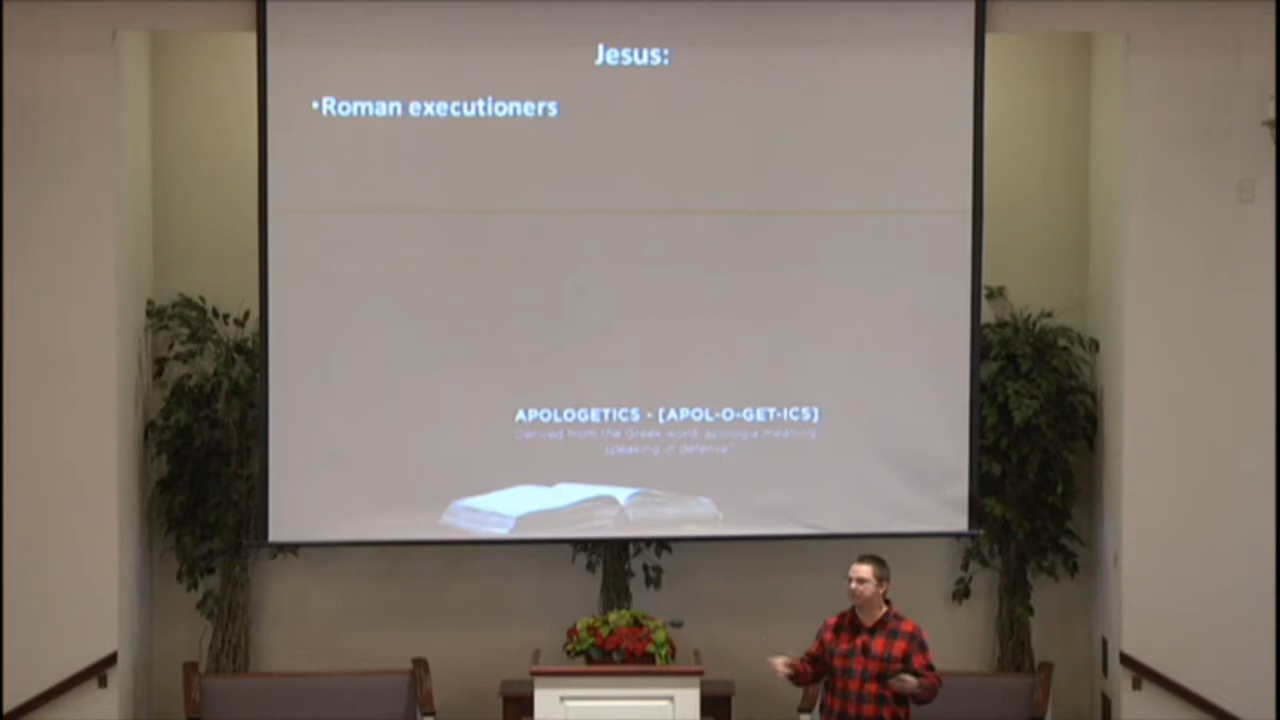 Jesus:
•Roman executioners
APOLOGETICS - [APOL-O-GET-ICS]
Derived from the Greek word: apologia meaning
"speaking in defense"